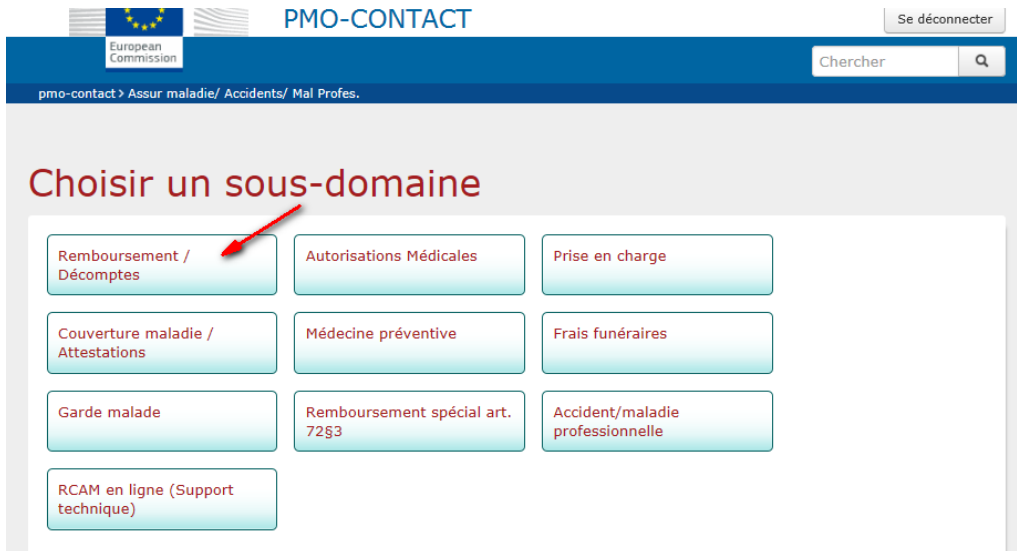 PMO-CONTACT
Se déconnecter
European
Commission
Chercher
pmo-contact > Assur maladie/ Accidents/ Mal Profes.
Choisir un sous-domaine
Remboursement /
Décomptes
Autorisations Médicales
Prise en charge
Couverture maladie /
Attestations
Médecine préventive
Frais funéraires
Garde malade
Remboursement spécial art.
72§3
Accident/maladie
professionnelle
RCAM en ligne (Support
technique)